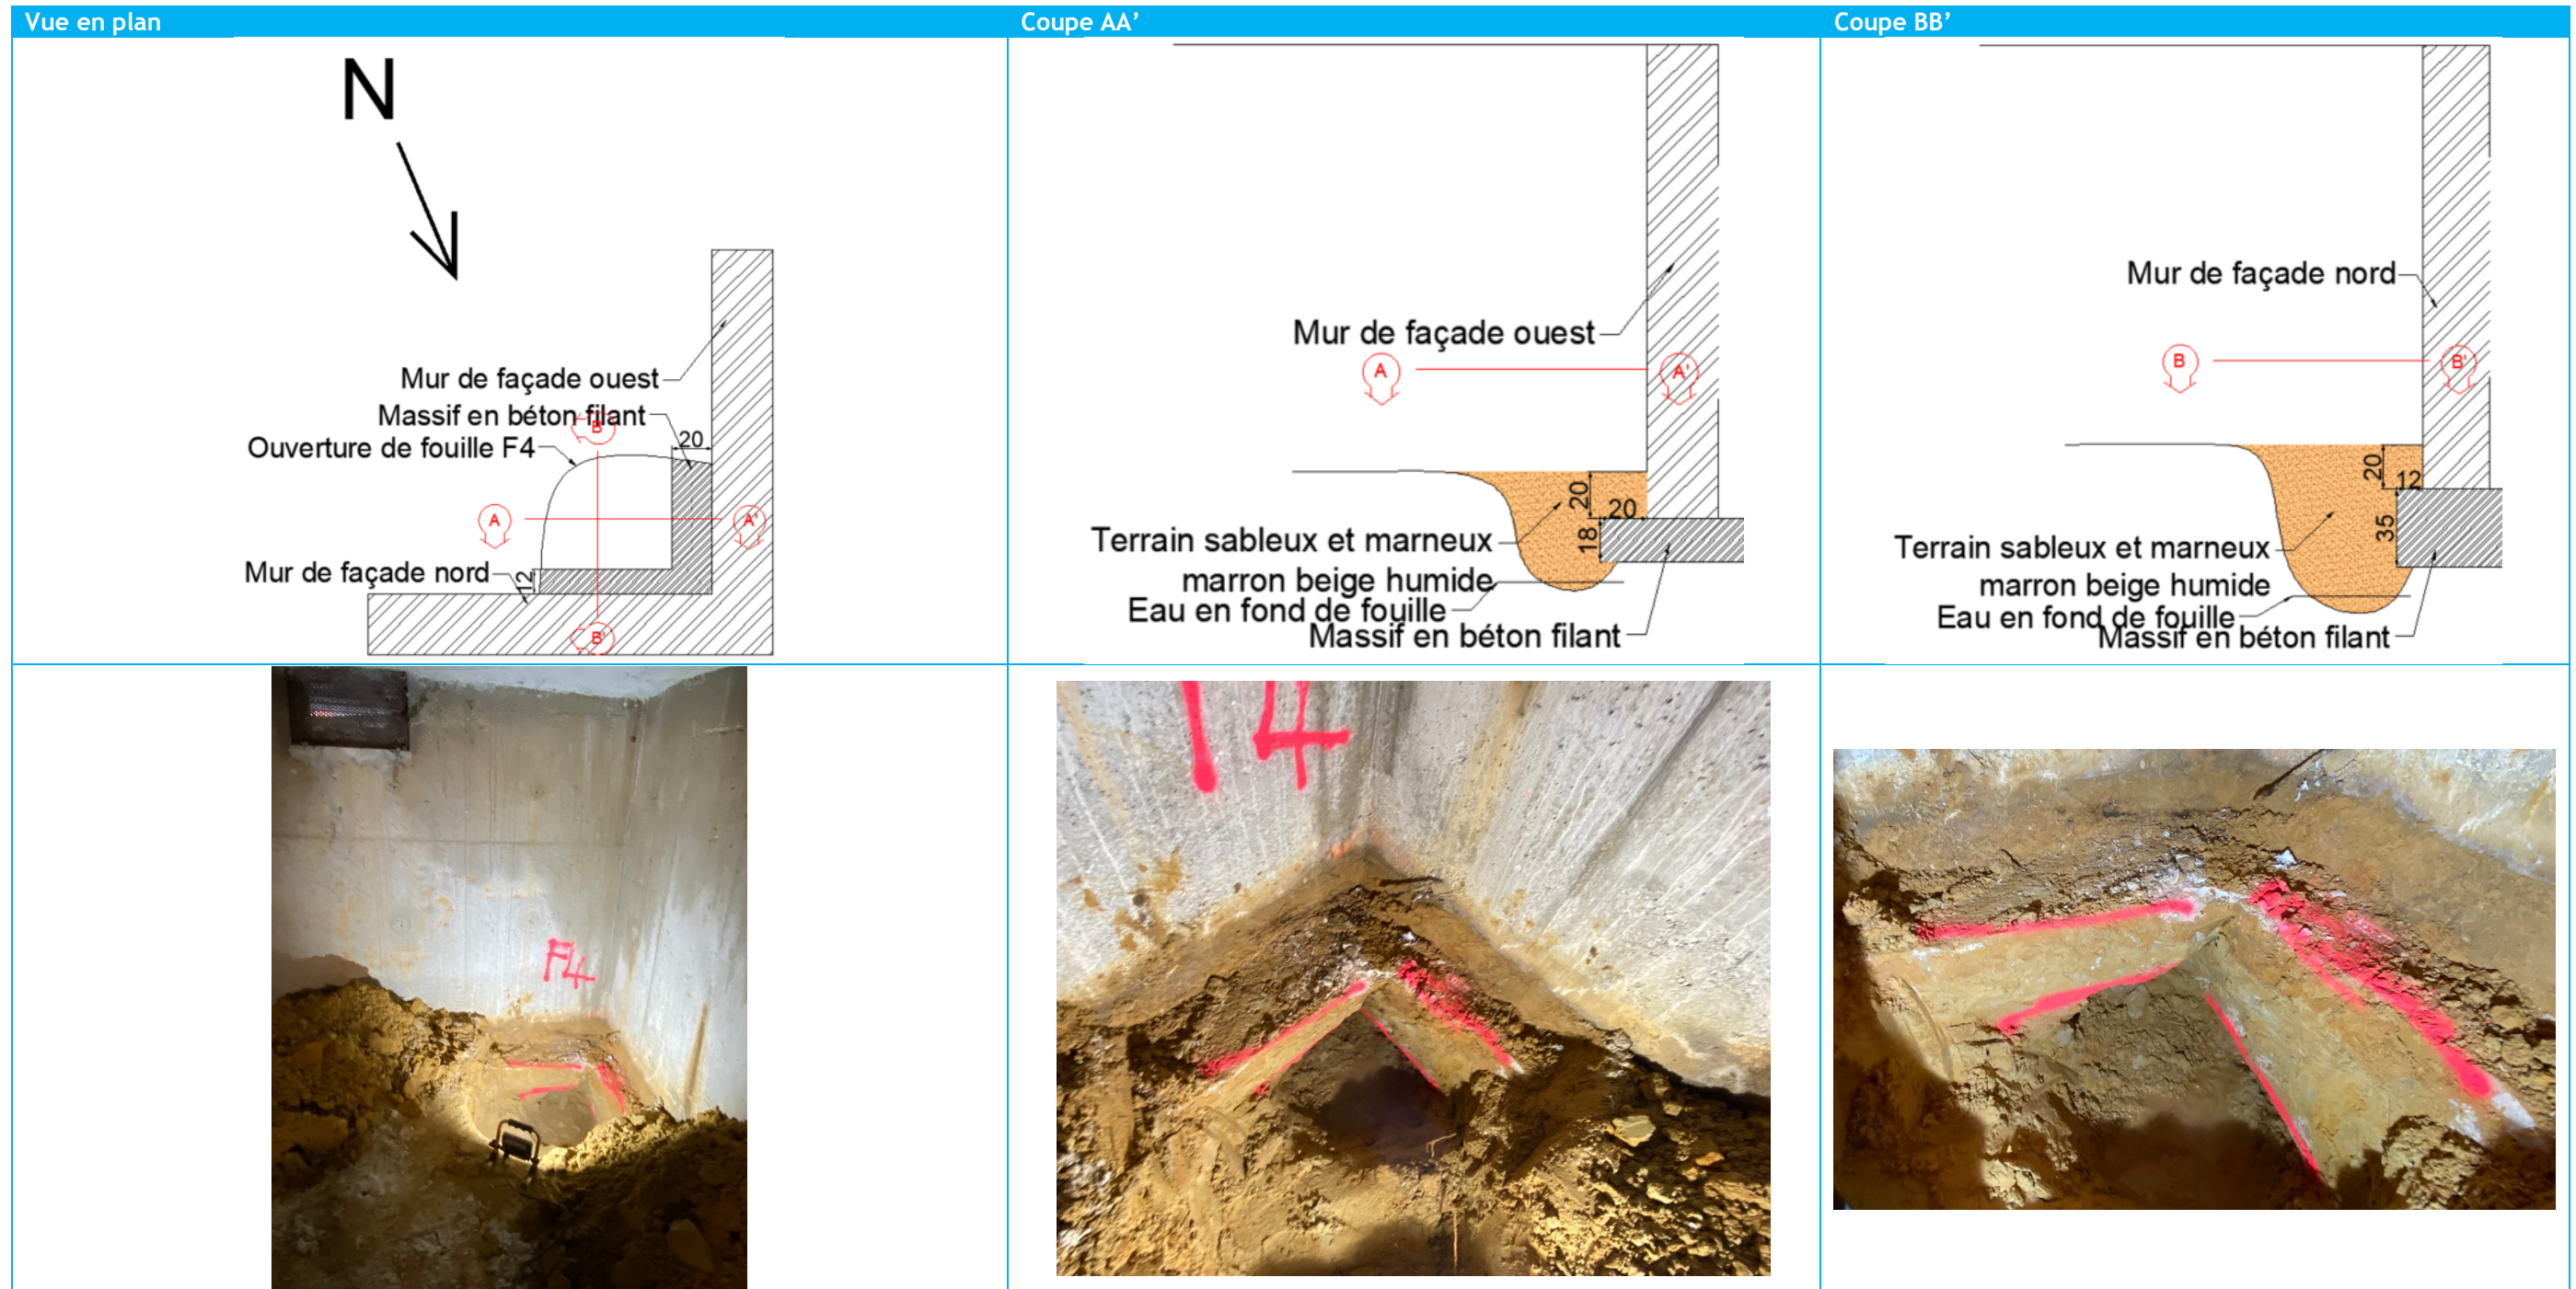 Vue en plan
Coupe AA’
Coupe BB’
N
Mur de façade ouest
Massif en béton filant
B
Ouverture de fouille F4
20
A
A'
Mur de façade nord
12
B'
Mur de façade ouest
A
A'
20
20
18
Terrain sableux et marneux
marron beige humide
Eau en fond de fouille
Massif en béton filant
Mur de façade nord
B
B'
20
12
35
Terrain sableux et marneux
marron beige humide
Eau en fond de fouille
Massif en béton filant
F4
4